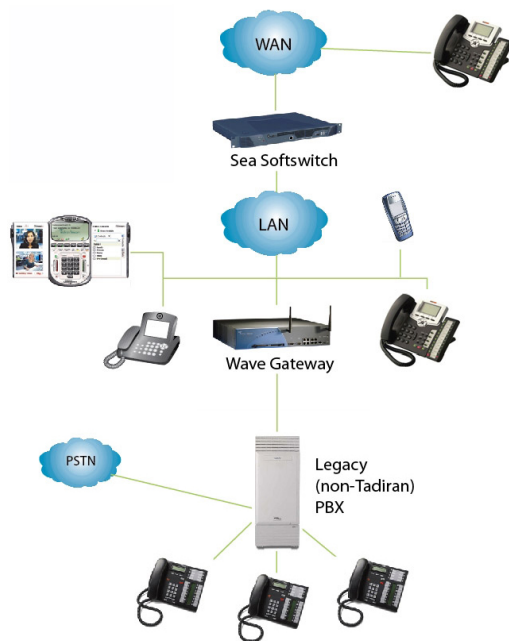 WAN
Sea Softswitch
LAN
Wave Gateway
PSTN
Legacy
(non-Tadiran)
PBX